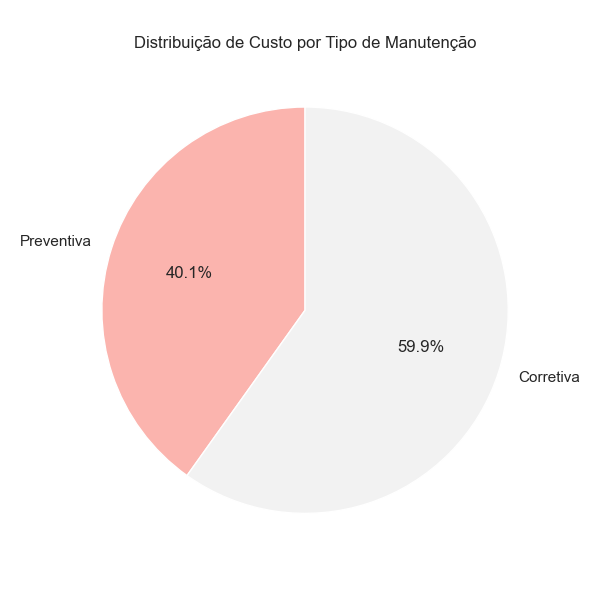 Distribuição de Custo por Tipo de Manutenção
Preventiva
40.1%
59.9%
Corretiva